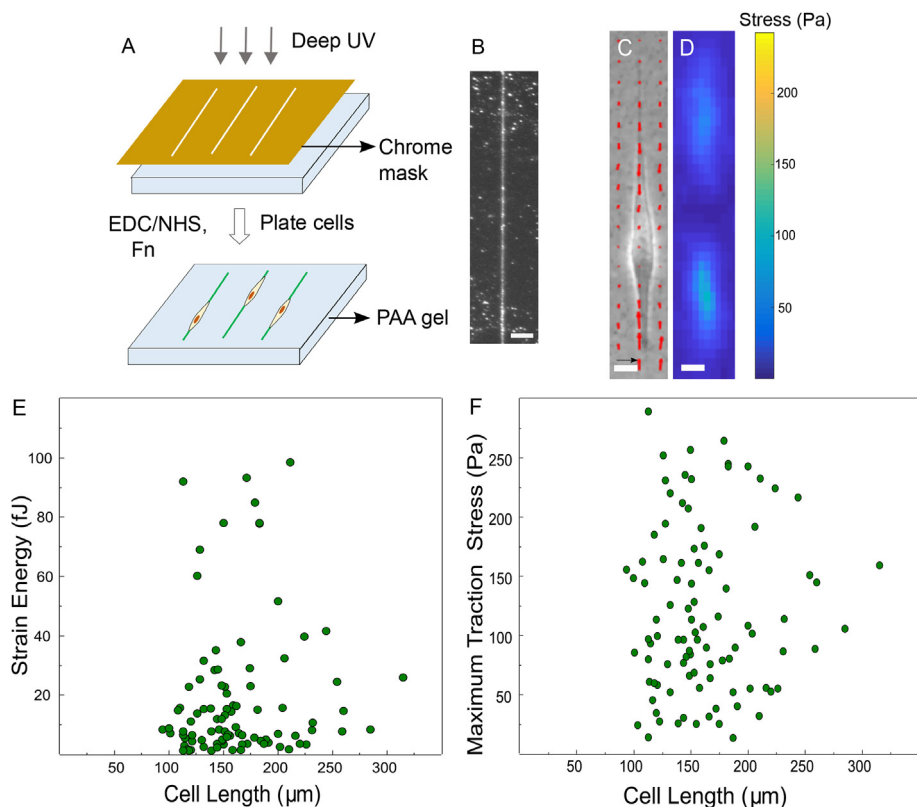 A
Deep UV
Chrome
mask
EDC/NHS,
Fn
Plate cells
PAA gel
B
C
D
Stress (Pa)
200
150
100
50
E
Strain Energy (fJ)
100
80
60
40
20
50
100
150
200
250
300
Cell Length (µm)
F
Maximum Traction Stress (Pa)
250
200
150
100
50
50
100
150
200
250
300
Cell Length (µm)